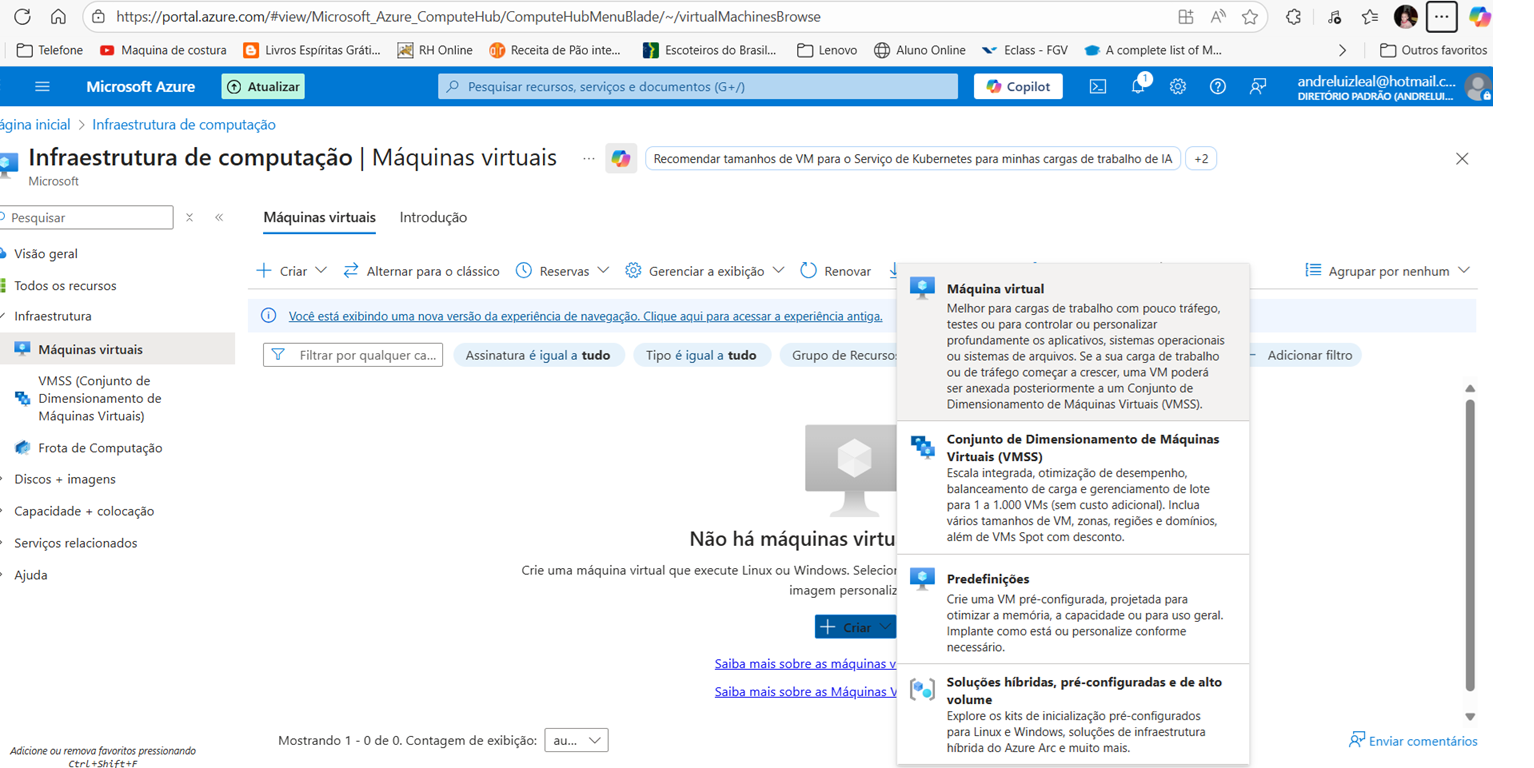 https://portal.azure.com/#view/Microsoft_Azure_ComputeHub/ComputeHubMenuBlade/~/virtualMachinesBrowse
Telefone
Maquina de costura
Livros Espíritas Gráti...
RH Online
Receita de Pão inte...
Escoteiros do Brasil...
Lenovo
Aluno Online
Eclass - FGV
A complete list of M...
Outros favoritos
Microsoft Azure
Atualizar
Pesquisar recursos, serviços e documentos (G+/)
Copilot
1
andreluizleal@hotmail.c...
DIRETÓRIO PADRÃO (ANDRELUI...
ágina inicial > Infraestrutura de computação
Infraestrutura de computação | Máquinas virtuais
...
Recomendar tamanhos de VM para o Serviço de Kubernetes para minhas cargas de trabalho de IA
+2
Microsoft
Pesquisar
Visão geral
Todos os recursos
Infraestrutura
Máquinas virtuais
VMSS (Conjunto de
Dimensionamento de
Máquinas Virtuais)
Frota de Computação
Discos + imagens
Capacidade + colocação
Serviços relacionados
Ajuda
Adicione ou remova favoritos pressionando
Ctrl+Shift+F
Máquinas virtuais
Introdução
Criar
Alternar para o clássico
Reservas
Gerenciar a exibição
Renovar
Agrupar por nenhum
Você está exibindo uma nova versão da experiência de navegação. Clique aqui para acessar a experiência antiga.
Filtrar por qualquer ca...
Assinatura é igual a tudo
Tipo é igual a tudo
Grupo de Recursos
Adicionar filtro
Não há máquinas virtu
Crie uma máquina virtual que execute Linux ou Windows. Selecion
imagem personaliz
Criar
Saiba mais sobre as máquinas v
Saiba mais sobre as Máquinas V
Máquina virtual
Melhor para cargas de trabalho com pouco tráfego,
testes ou para controlar ou personalizar
profundamente os aplicativos, sistemas operacionais
ou sistemas de arquivos. Se a sua carga de trabalho
ou de tráfego começar a crescer, uma VM poderá
ser anexada posteriormente a um Conjunto de
Dimensionamento de Máquinas Virtuais (VMSS).
Conjunto de Dimensionamento de Máquinas
Virtuais (VMSS)
Escala integrada, otimização de desempenho,
balanceamento de carga e gerenciamento de lote
para 1 a 1.000 VMs (sem custo adicional). Inclua
vários tamanhos de VM, zonas, regiões e domínios,
além de VMs Spot com desconto.
Predefinições
Crie uma VM pré-configurada, projetada para
otimizar a memória, a capacidade ou para uso geral.
Implante como está ou personalize conforme
necessário.
Soluções híbridas, pré-configuradas e de alto
volume
Explore os kits de inicialização pré-configurados
para Linux e Windows, soluções de infraestrutura
híbrida do Azure Arc e muito mais.
Mostrando 1 - 0 de 0. Contagem de exibição:
au...
Enviar comentários